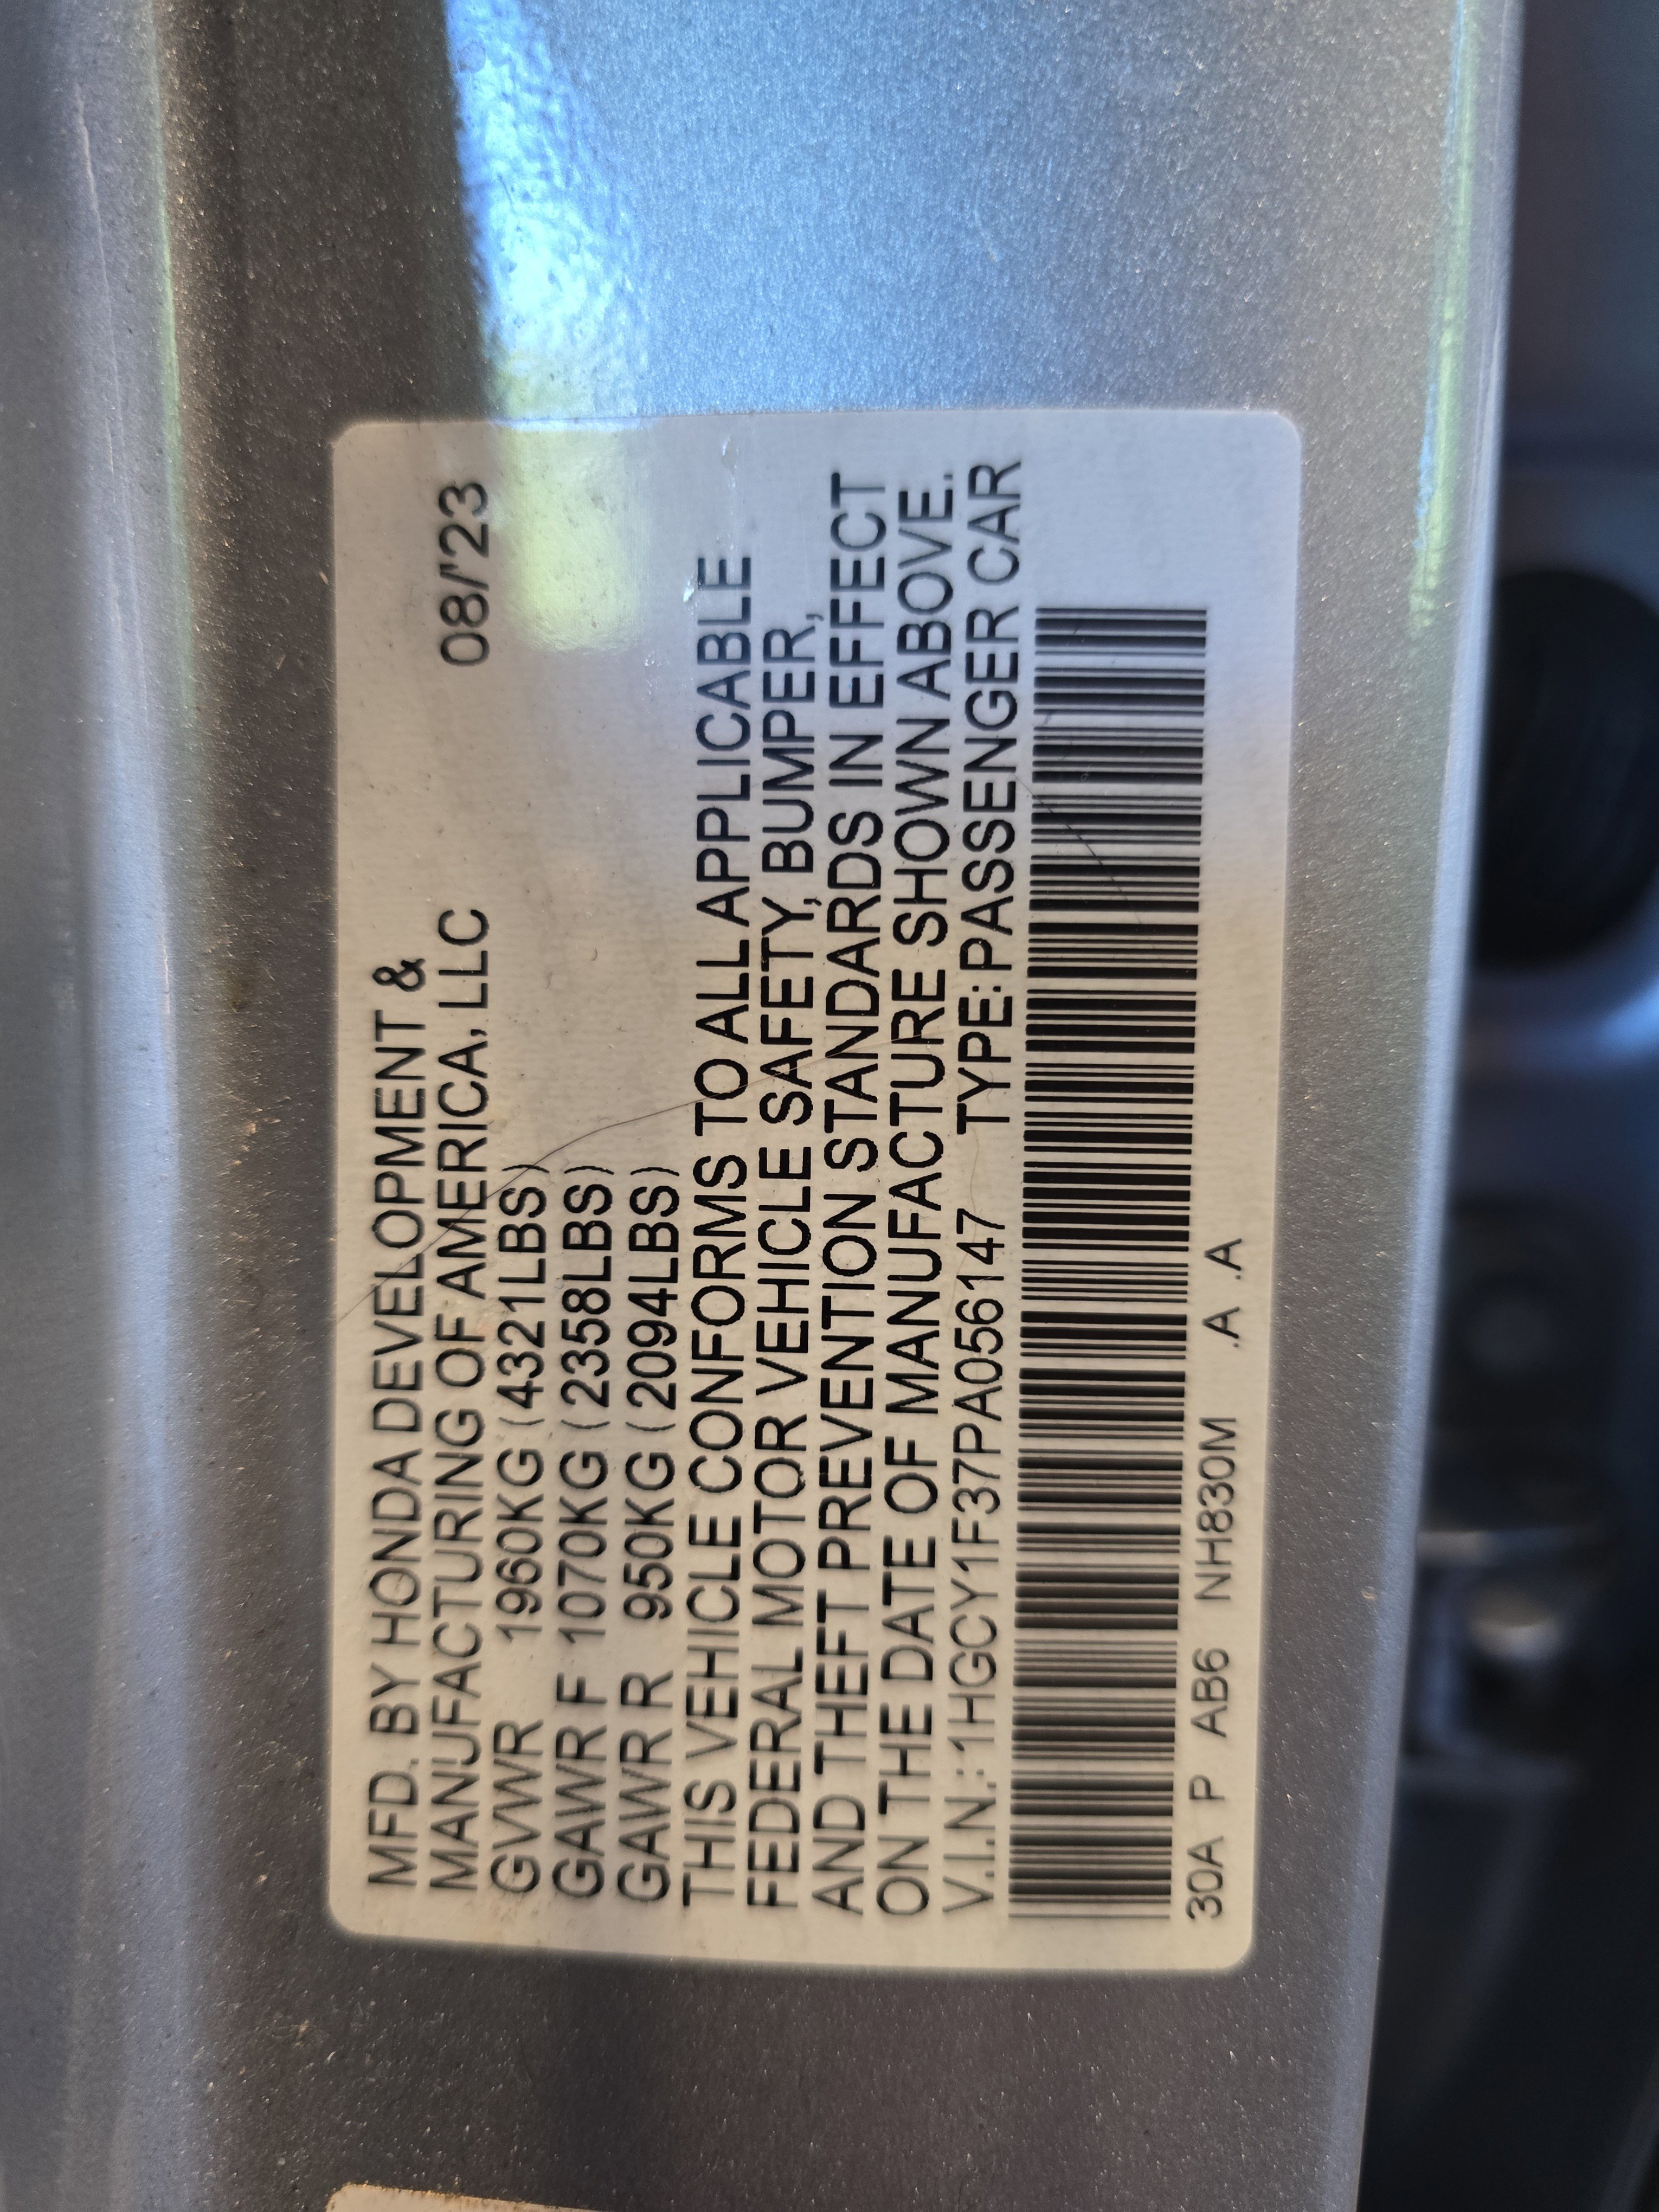 MFD. BY HONDA DEVELOPMENT &
MANUFACTURING OF AMERICA, LLC 08/'23
GVWR 1960KG (4321LBS)
GAWR F 1070KG (2358LBS)
GAWR R 950KG (2094LBS)
THIS VEHICLE CONFORMS TO ALL APPLICABLE
FEDERAL MOTOR VEHICLE SAFETY, BUMPER,
AND THEFT PREVENTION STANDARDS IN EFFECT
ON THE DATE OF MANUFACTURE SHOWN ABOVE.
V.I.N.:1HGCY1F37PA056147 TYPE:PASSENGER CAR
30A P AB6 NH830M .A .A